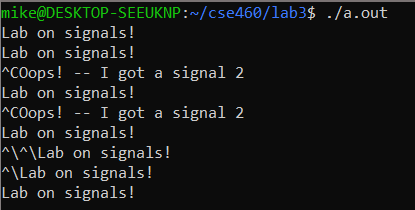 mike@DESKTOP-SEEUKNP:~/cse460/lab3$ ./a.out
Lab on signals!
Lab on signals!
^COops! -- I got a signal 2
Lab on signals!
^COops! -- I got a signal 2
Lab on signals!
^\^\Lab on signals!
^\Lab on signals!
Lab on signals!